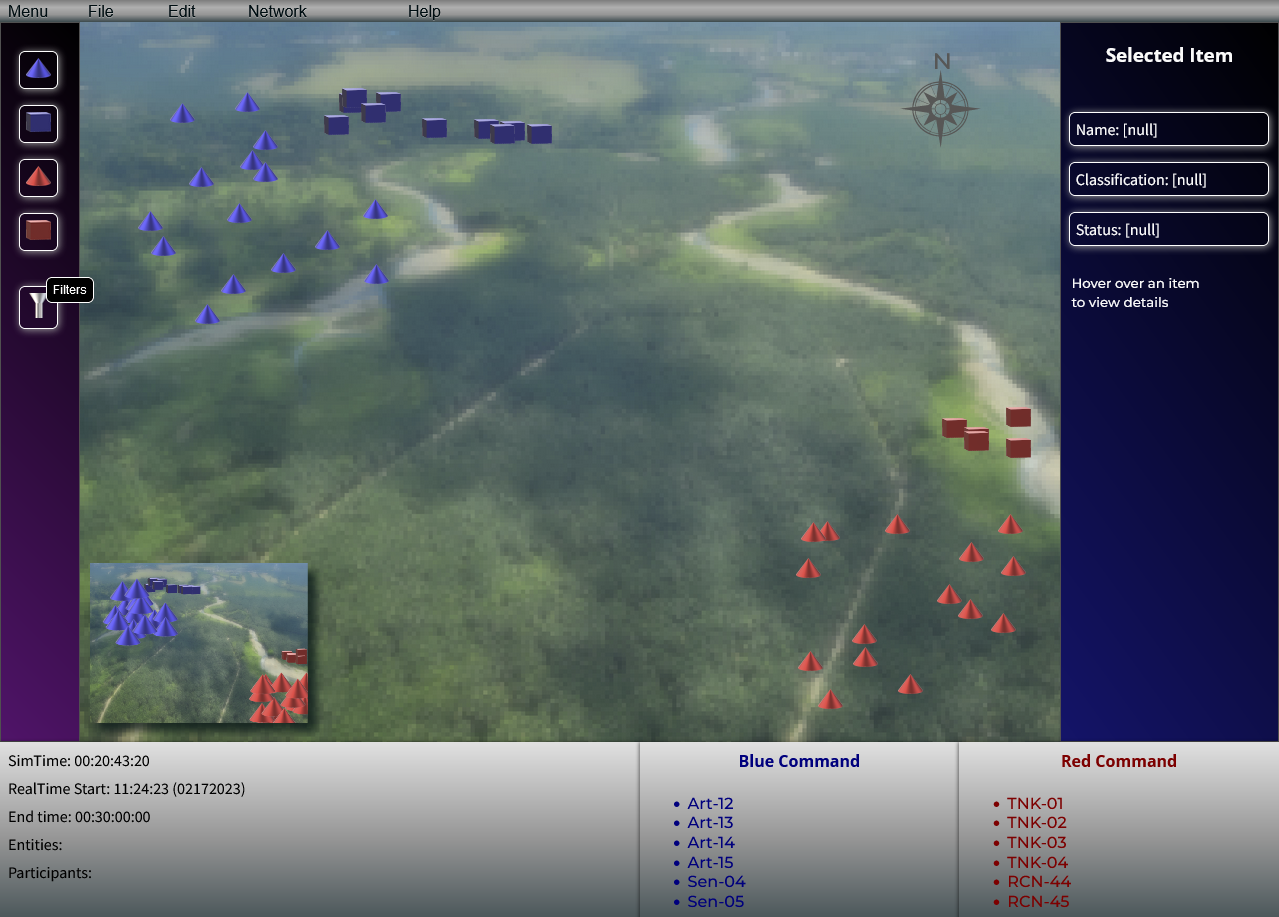 Menu File Edit Network Help
N
Selected Item
Name: [null]
Classification: [null]
Status: [null]
Filters
Hover over an item
to view details
SimTime: 00:20:43:20
RealTime Start: 11:24:23 (02172023)
End time: 00:30:00:00
Entities:
Participants:
Blue Command
• Art-12
• Art-13
• Art-14
• Art-15
• Sen-04
• Sen-05
Red Command
• TNK-01
• TNK-02
• TNK-03
• TNK-04
• RCN-44
• RCN-45